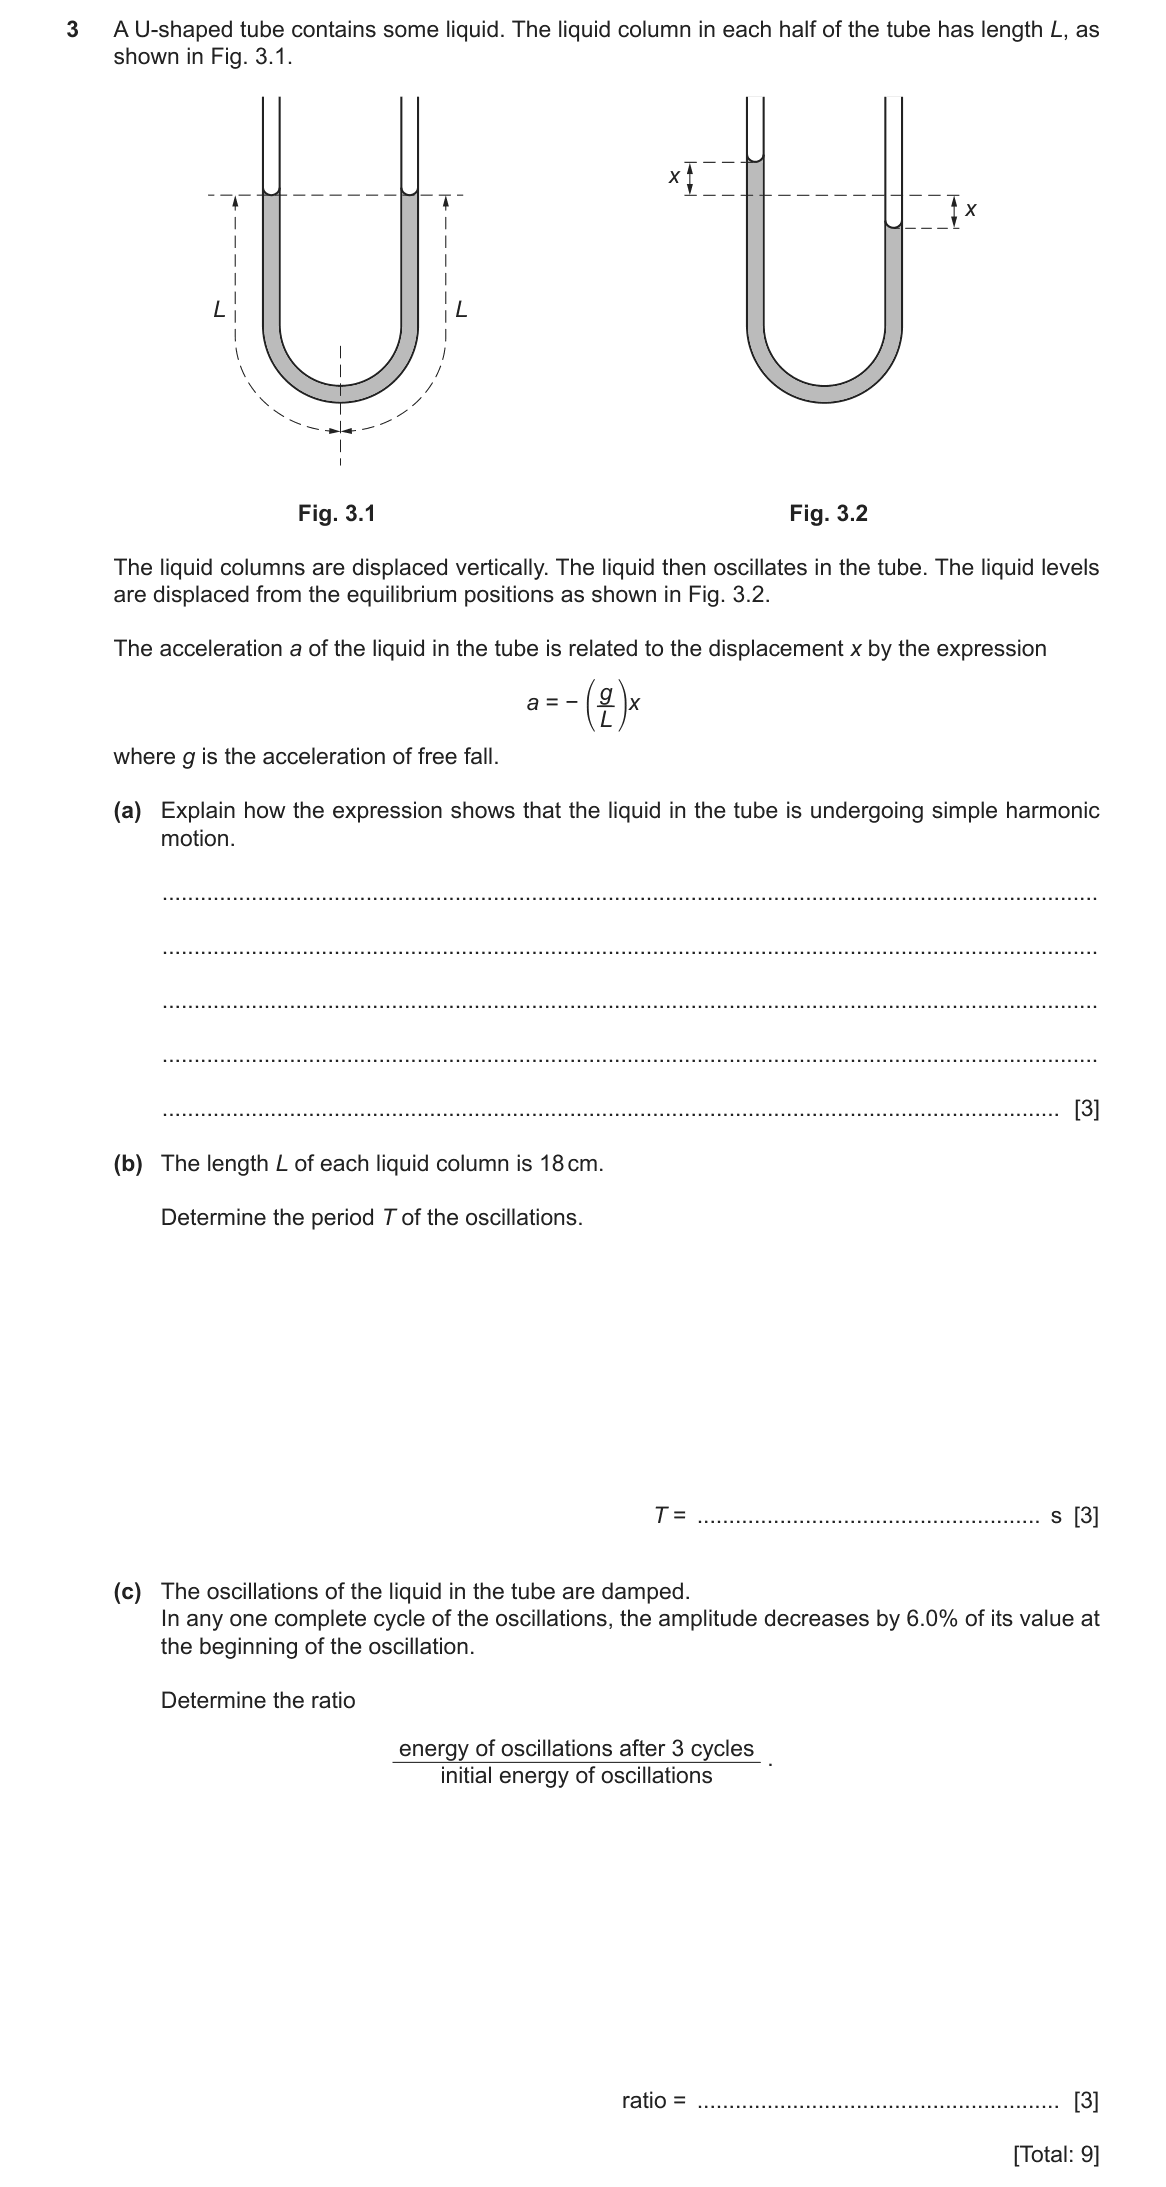 3 A U-shaped tube contains some liquid. The liquid column in each half of the tube has length L, as
shown in Fig. 3.1.
x
x
L
L
Fig. 3.1
Fig. 3.2
The liquid columns are displaced vertically. The liquid then oscillates in the tube. The liquid levels
are displaced from the equilibrium positions as shown in Fig. 3.2.
The acceleration a of the liquid in the tube is related to the displacement x by the expression
a = – (g/L)x
where g is the acceleration of free fall.
(a) Explain how the expression shows that the liquid in the tube is undergoing simple harmonic
motion.
..........................................................................................................................................
..........................................................................................................................................
..........................................................................................................................................
..........................................................................................................................................
.................................................................................................................................... [3]
(b) The length L of each liquid column is 18 cm.
Determine the period T of the oscillations.
T = ..................................................... s [3]
(c) The oscillations of the liquid in the tube are damped.
In any one complete cycle of the oscillations, the amplitude decreases by 6.0% of its value at
the beginning of the oscillation.
Determine the ratio
energy of oscillations after 3 cycles
initial energy of oscillations .
ratio = ........................................................ [3]
[Total: 9]